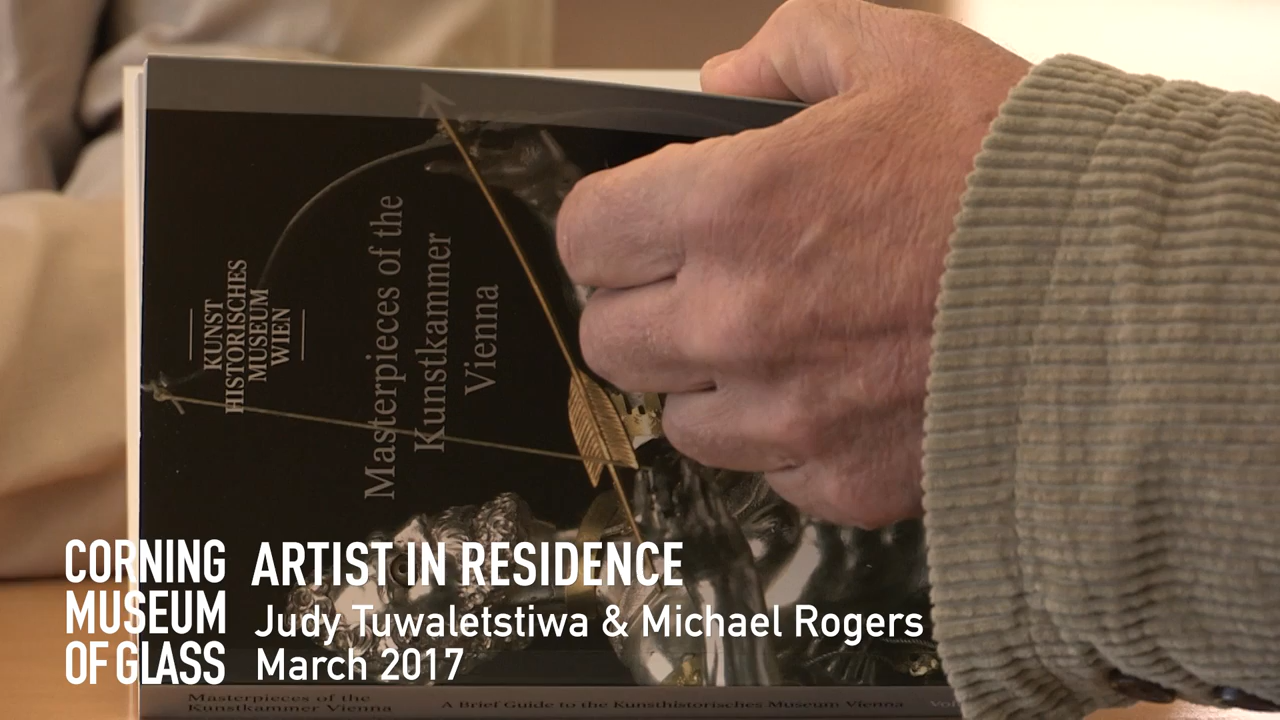 KUNST
HISTORISCHES
MUSEUM
WIEN
Masterpieces of the
Kunstkammer
Vienna
CORNING
MUSEUM
OF GLASS
ARTIST IN RESIDENCE
Judy Tuwaletstiwa & Michael Rogers
March 2017
Masterpieces of the
Kunstkammer Vienna
A Brief Guide to the Kunsthistorisches Museum Vienna